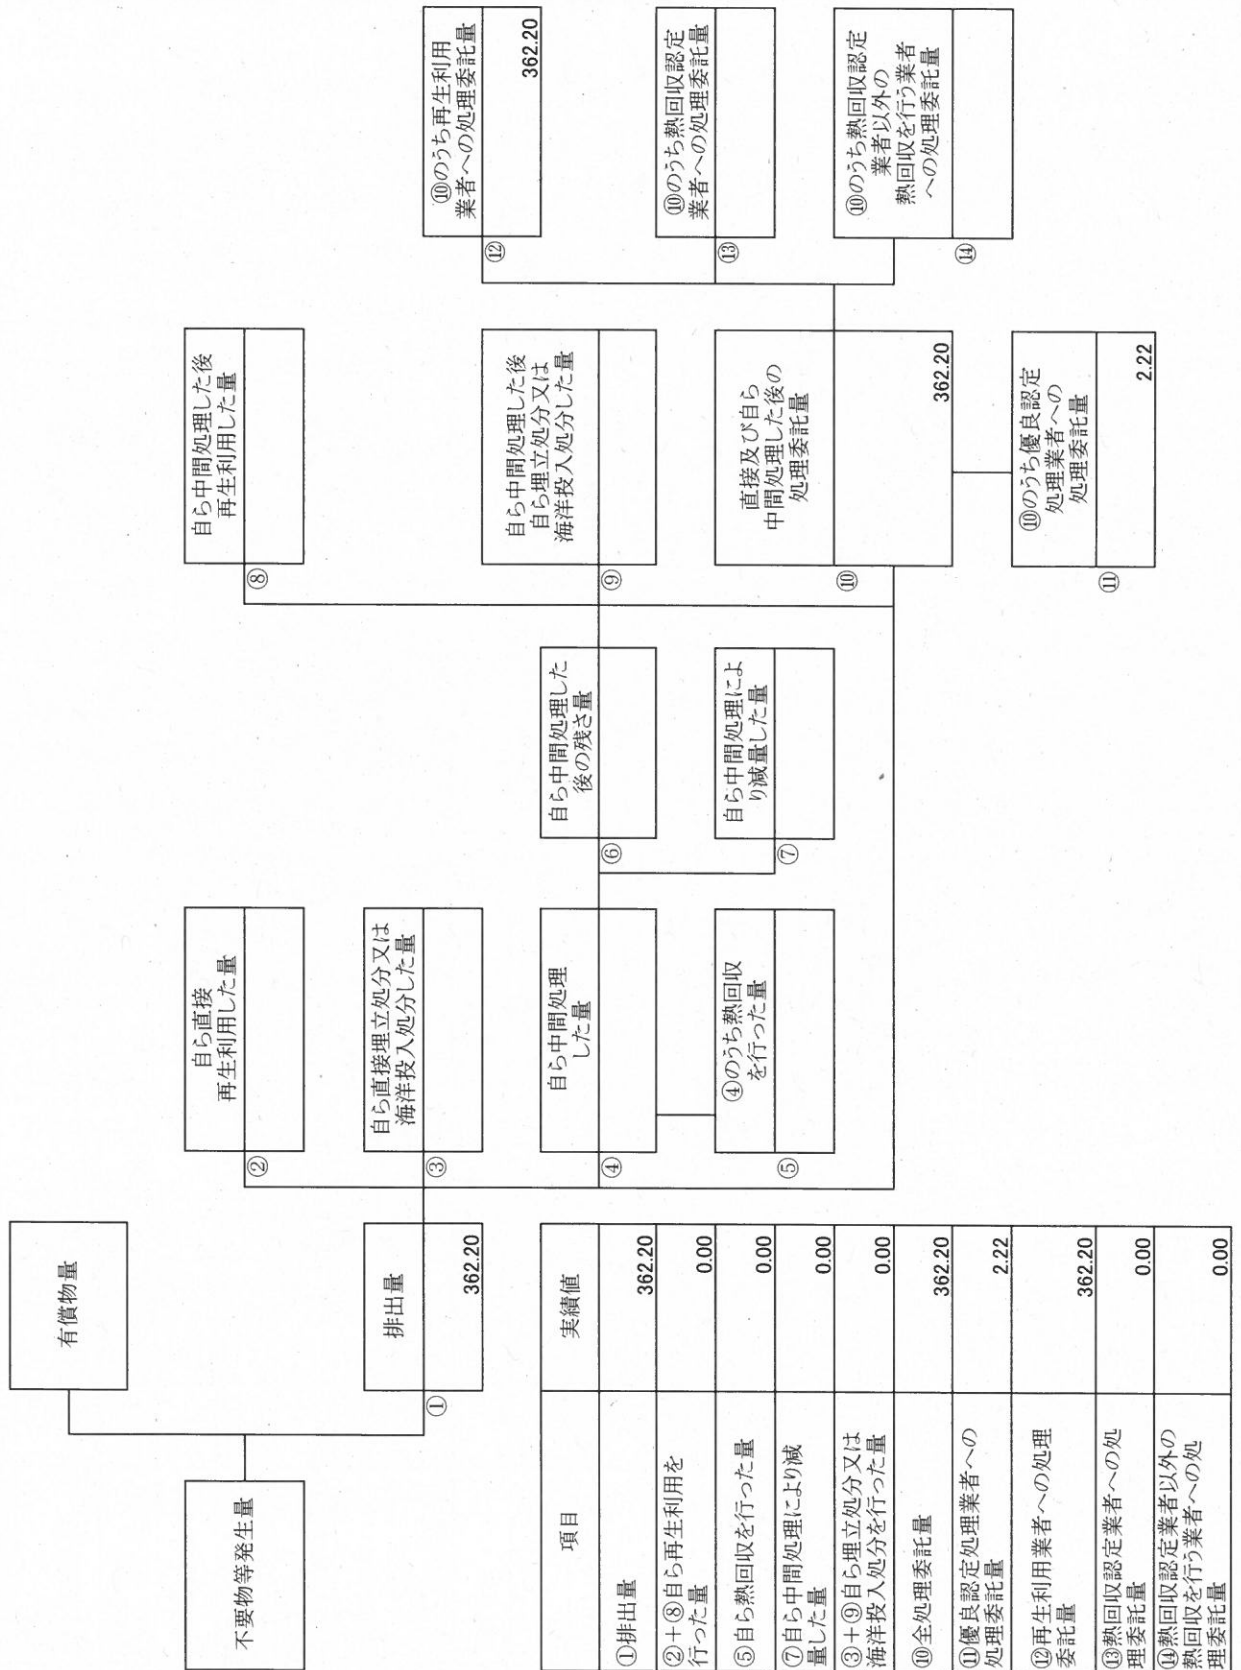 不要物等発生量
有償物量
①
排出量
362.20
②
自ら直接
再生利用した量
③
自ら直接埋立処分又は
海洋投入処分した量
④
自ら中間処理
した量
⑤
④のうち熱回収
を行った量
⑥
自ら中間処理した
後の残さ量
⑦
自ら中間処理によ
り減量した量
⑧
自ら中間処理した後
再生利用した量
⑨
自ら中間処理した後
自ら埋立処分又は
海洋投入処分した量
⑩
直接及び自ら
中間処理した後の
処理委託量
362.20
⑪
⑩のうち優良認定
処理業者への
処理委託量
2.22
⑫
⑩のうち再生利用
業者への処理委託量
362.20
⑬
⑩のうち熱回収認定
業者への処理委託量
⑭
⑩のうち熱回収認定
業者以外の
熱回収を行う業者
への処理委託量
項目
実績値
①排出量
362.20
②+⑧自ら再生利用を
行った量
0.00
⑤自ら熱回収を行った量
0.00
⑦自ら中間処理により減
量した量
0.00
③+⑨自ら埋立処分又は
海洋投入処分を行った量
0.00
⑩全処理委託量
362.20
⑪優良認定処理業者への
処理委託量
2.22
⑫再生利用業者への処理
委託量
362.20
⑬熱回収認定業者への処
理委託量
0.00
⑭熱回収認定業者以外の
熱回収を行う業者への処
理委託量
0.00